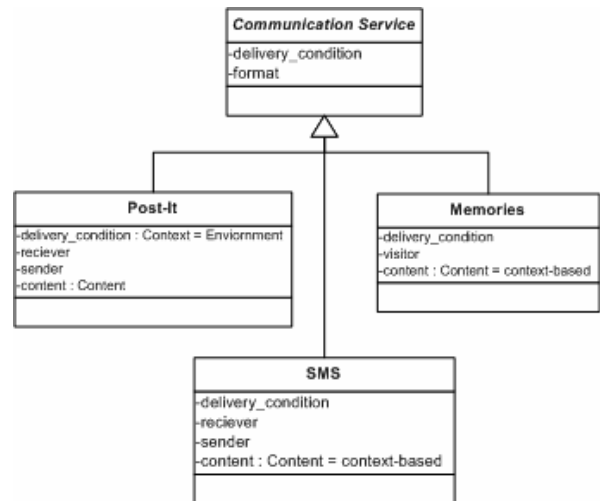 Communication Service
-delivery_condition
-format
Post-It
-delivery_condition : Context = Enviornment
-reciever
-sender
-content : Content
Memories
-delivery_condition
-visitor
-content : Content = context-based
SMS
-delivery_condition
-reciever
-sender
-content : Content = context-based